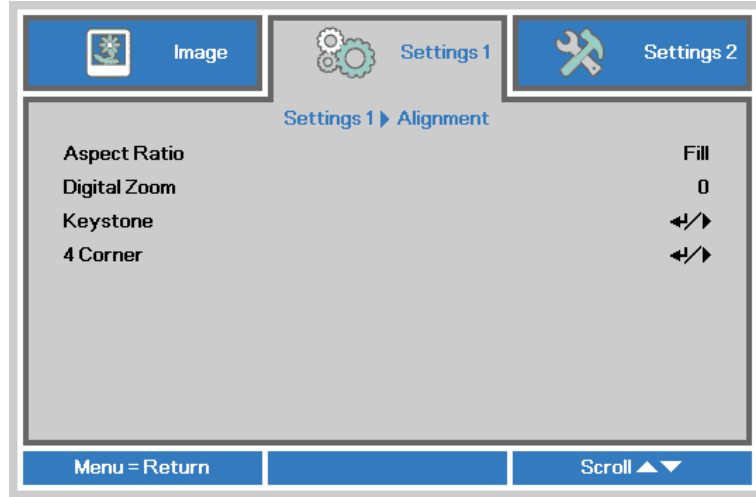 Image
Settings 1
Settings 2
Settings 1 ▶ Alignment
Aspect Ratio Fill
Digital Zoom 0
Keystone ↵/▶
4 Corner ↵/▶
Menu = Return
Scroll ▲▼